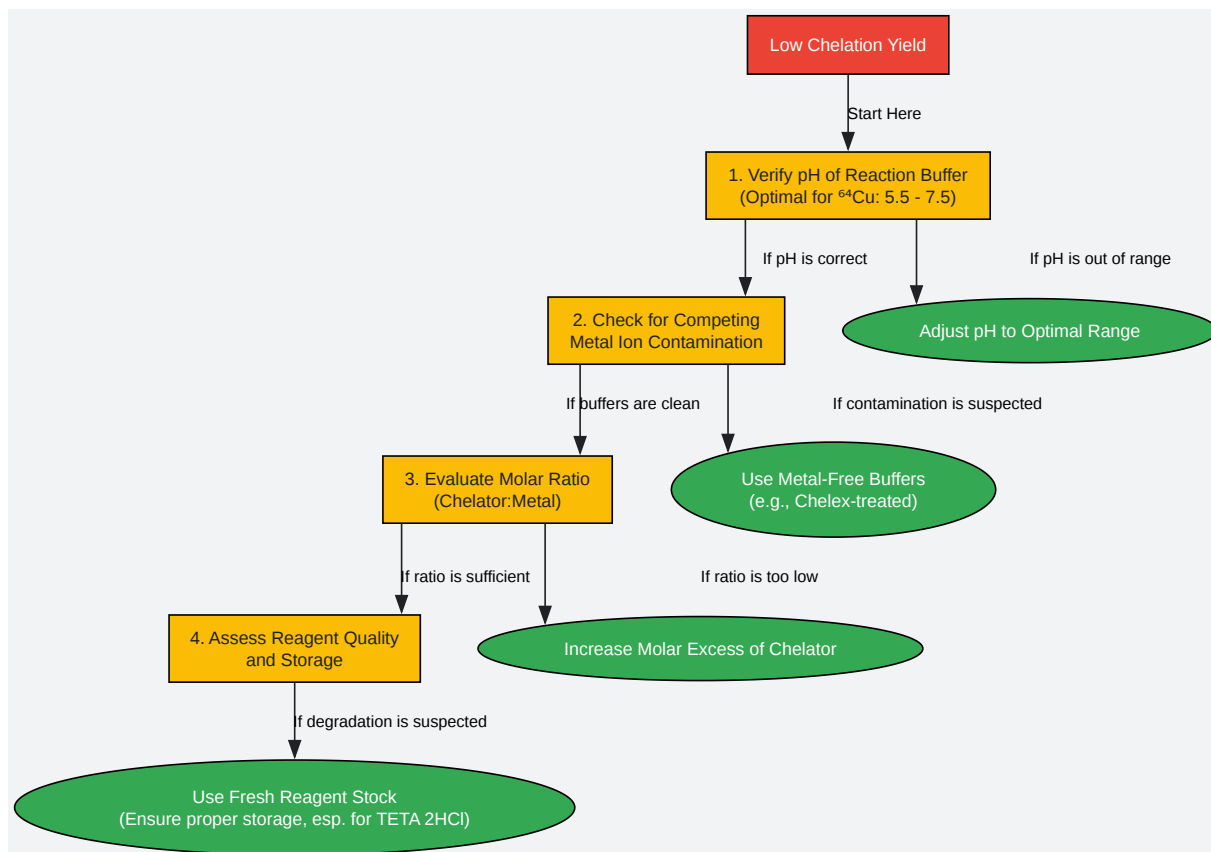 Low Chelation Yield
Start Here
1. Verify pH of Reaction Buffer
(Optimal for ⁶⁴Cu: 5.5 - 7.5)
If pH is correct
If pH is out of range
2. Check for Competing
Metal Ion Contamination
Adjust pH to Optimal Range
If buffers are clean
If contamination is suspected
3. Evaluate Molar Ratio
(Chelator:Metal)
Use Metal-Free Buffers
(e.g., Chelex-treated)
If ratio is sufficient
If ratio is too low
4. Assess Reagent Quality
and Storage
Increase Molar Excess of Chelator
If degradation is suspected
Use Fresh Reagent Stock
(Ensure proper storage, esp. for TETA 2HCl)